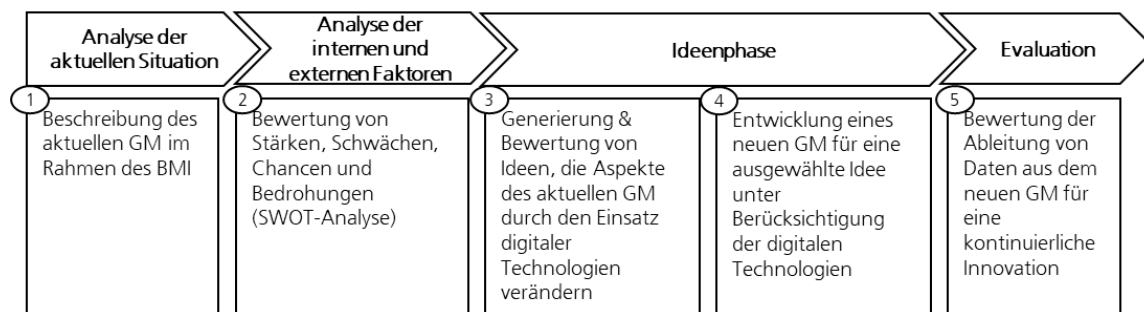 Analyse der
aktuellen Situation
Analyse der
internen und
externen Faktoren
Ideenphase
Evaluation
1
Beschreibung des
aktuellen GM im
Rahmen des BMI
2
Bewertung von
Stärken, Schwächen,
Chancen und
Bedrohungen
(SWOT-Analyse)
3
Generierung &
Bewertung von
Ideen, die Aspekte
des aktuellen GM
durch den Einsatz
digitaler
Technologien
verändern
4
Entwicklung eines
neuen GM für eine
ausgewählte Idee
unter
Berücksichtigung
der digitalen
Technologien
5
Bewertung der
Ableitung von
Daten aus dem
neuen GM für
eine
kontinuierliche
Innovation